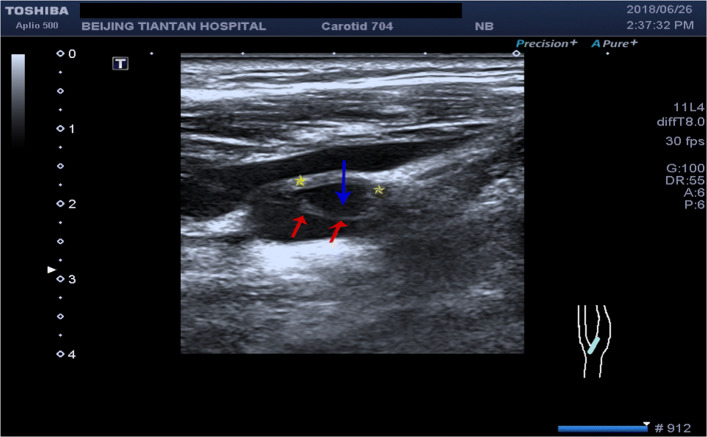 TOSHIBA
Aplio 500
BEIJING TIANTAN HOSPITAL Carotid 704 NB
2018/06/26
2:37:32 PM
Precision+ APure+
T
0
1
2
3
4
11L4
diffT8.0
30 fps
G:100
DR:55
A:6
P:6
# 912